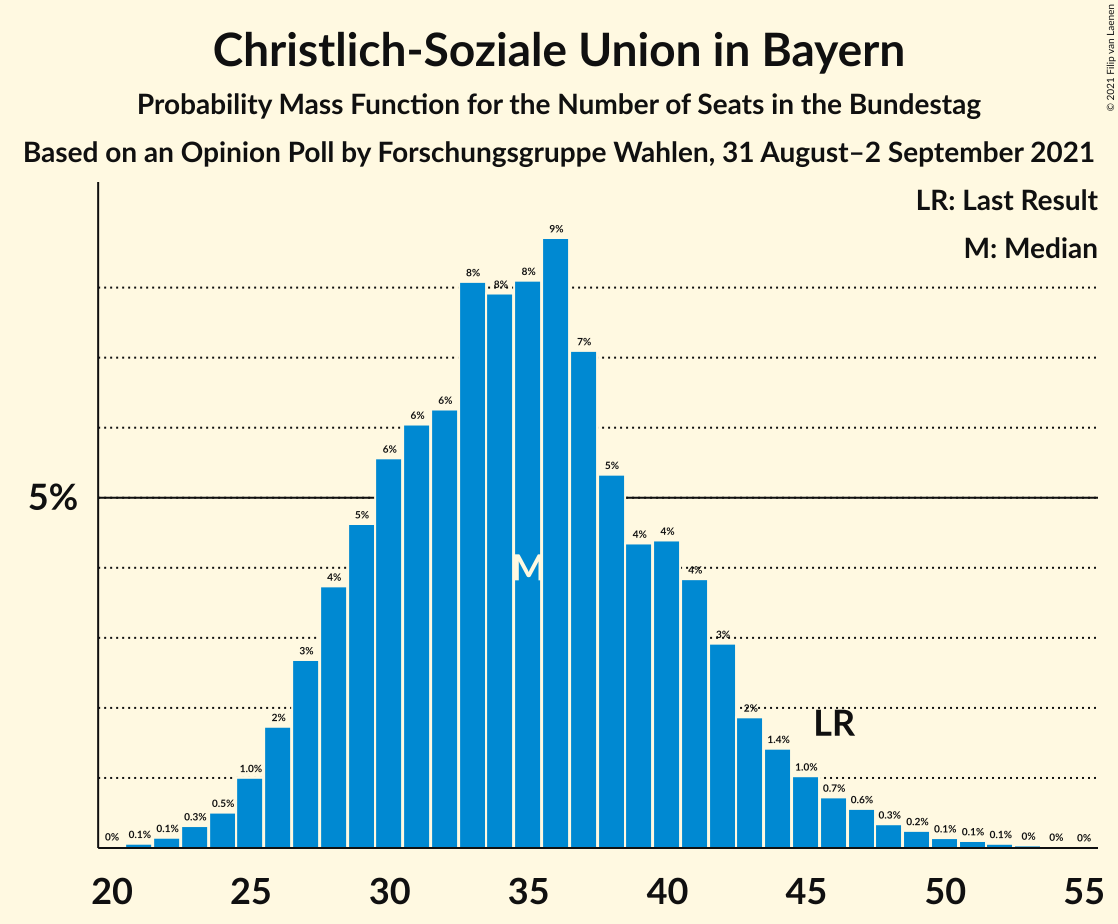 Christlich-Soziale Union in Bayern
Probability Mass Function for the Number of Seats in the Bundestag
Based on an Opinion Poll by Forschungsgruppe Wahlen, 31 August–2 September 2021
© 2021 Filip van Laenen
LR: Last Result
M: Median
5%
0% 0.1% 0.1% 0.3% 0.5% 1.0% 2% 3% 4% 5% 6% 6% 6% 8% 8% 8% 9% 7% 5% 4% 4% 4% 3% 2% 1.4% 1.0% 0.7% 0.6% 0.3% 0.2% 0.1% 0.1% 0.1% 0% 0% 0%
M
LR
20 25 30 35 40 45 50 55